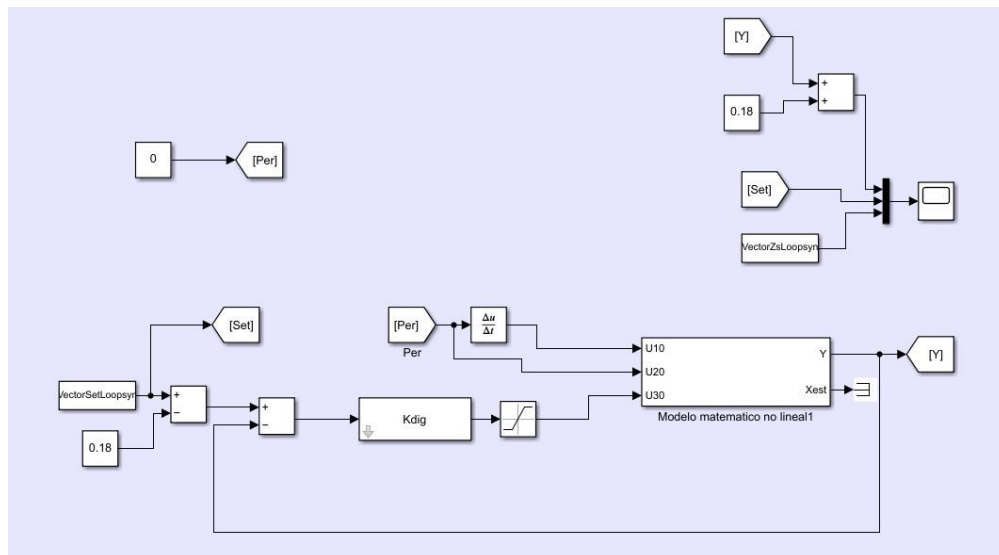 [Y]
0.18
+
+
0
[Per]
[Set]
VectorZsLoopsyn
[Set]
[Per]
Per
Δu
Δt
U10
U20
U30
Y
Xest
[Y]
Modelo matematico no lineal1
VectorSetLoopsyn
+
−
+
−
Kdig
0.18